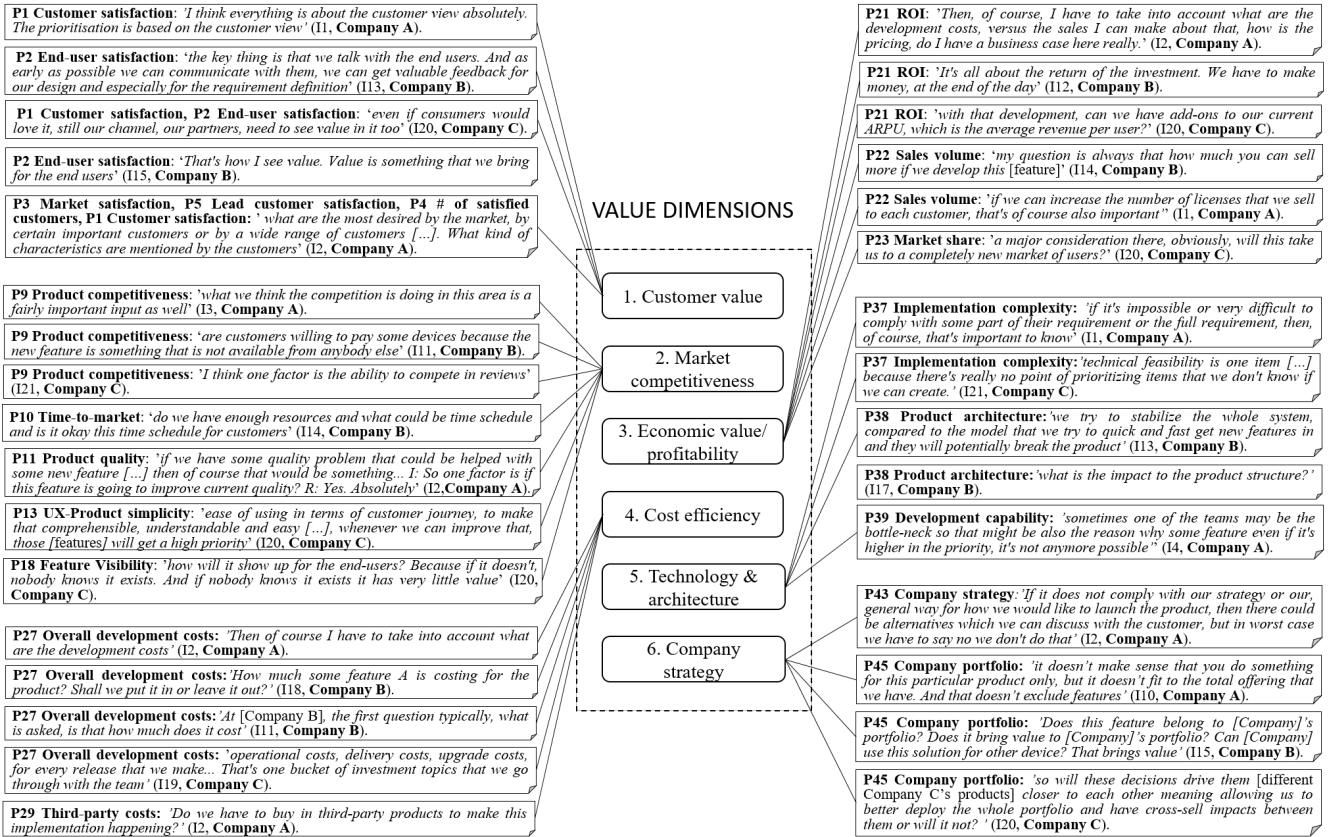 P1 Customer satisfaction: 'I think everything is about the customer view absolutely.
The prioritisation is based on the customer view' (I1, Company A).
P2 End-user satisfaction: 'the key thing is that we talk with the end users. And as
early as possible we can communicate with them, we can get valuable feedback for
our design and especially for the requirement definition' (I13, Company B).
P1 Customer satisfaction, P2 End-user satisfaction: 'even if consumers would
love it, still our channel, our partners, need to see value in it too' (I20, Company C).
P2 End-user satisfaction: 'That's how I see value. Value is something that we bring
for the end users' (I15, Company B).
P3 Market satisfaction, P5 Lead customer satisfaction, P4 # of satisfied
customers, P1 Customer satisfaction: ' what are the most desired by the market, by
certain important customers or by a wide range of customers [...]. What kind of
characteristics are mentioned by the customers' (I2, Company A).
P9 Product competitiveness: 'what we think the competition is doing in this area is a
fairly important input as well' (I3, Company A).
P9 Product competitiveness: 'are customers willing to pay some devices because the
new feature is something that is not available from anybody else' (I11, Company B).
P9 Product competitiveness: 'I think one factor is the ability to compete in reviews'
(I21, Company C).
P10 Time-to-market: 'do we have enough resources and what could be time schedule
and is it okay this time schedule for customers' (I14, Company B).
P11 Product quality: 'if we have some quality problem that could be helped with
some new feature [...] then of course that would be something... I: So one factor is if
this feature is going to improve current quality? R: Yes. Absolutely' (I2,Company A).
P13 UX-Product simplicity: 'ease of using in terms of customer journey, to make
that comprehensible, understandable and easy [...], whenever we can improve that,
those [features] will get a high priority' (I20, Company C).
P18 Feature Visibility: 'how will it show up for the end-users? Because if it doesn't,
nobody knows it exists. And if nobody knows it exists it has very little value' (I20,
Company C).
P27 Overall development costs: 'Then of course I have to take into account what
are the development costs' (I2, Company A).
P27 Overall development costs:'How much some feature A is costing for the
product? Shall we put it in or leave it out?' (I18, Company B).
P27 Overall development costs:'At [Company B], the first question typically, what
is asked, is that how much does it cost' (I11, Company B).
P27 Overall development costs: 'operational costs, delivery costs, upgrade costs,
for every release that we make... That's one bucket of investment topics that we go
through with the team' (I19, Company C).
P29 Third-party costs: 'Do we have to buy in third-party products to make this
implementation happening?' (I2, Company A).
VALUE DIMENSIONS
1. Customer value
2. Market
competitiveness
3. Economic value/
profitability
4. Cost efficiency
5. Technology &
architecture
6. Company
strategy
P21 ROI: 'Then, of course, I have to take into account what are the
development costs, versus the sales I can make about that, how is the
pricing, do I have a business case here really.' (I2, Company A).
P21 ROI: 'It's all about the return of the investment. We have to make
money, at the end of the day' (I12, Company B).
P21 ROI: 'with that development, can we have add-ons to our current
ARPU, which is the average revenue per user?' (I20, Company C).
P22 Sales volume: 'my question is always that how much you can sell
more if we develop this [feature]' (I14, Company B).
P22 Sales volume: 'if we can increase the number of licenses that we sell
to each customer, that's of course also important" (I1, Company A).
P23 Market share: 'a major consideration there, obviously, will this take
us to a completely new market of users?' (I20, Company C).
P37 Implementation complexity: 'if it's impossible or very difficult to
comply with some part of their requirement or the full requirement, then,
of course, that's important to know' (I1, Company A).
P37 Implementation complexity:'technical feasibility is one item [...]
because there's really no point of prioritizing items that we don't know if
we can create.' (I21, Company C).
P38 Product architecture:'we try to stabilize the whole system,
compared to the model that we try to quick and fast get new features in
and they will potentially break the product' (I13, Company B).
P38 Product architecture:'what is the impact to the product structure?'
(I17, Company B).
P39 Development capability: 'sometimes one of the teams may be the
bottle-neck so that might be also the reason why some feature even if it's
higher in the priority, it's not anymore possible" (I4, Company A).
P43 Company strategy:'If it does not comply with our strategy or our,
general way for how we would like to launch the product, then there could
be alternatives which we can discuss with the customer, but in worst case
we have to say no we don't do that' (I2, Company A).
P45 Company portfolio: 'it doesn't make sense that you do something
for this particular product only, but it doesn't fit to the total offering that
we have. And that doesn't exclude features' (I10, Company A).
P45 Company portfolio: 'Does this feature belong to [Company]'s
portfolio? Does it bring value to [Company]'s portfolio? Can [Company]
use this solution for other device? That brings value' (I15, Company B).
P45 Company portfolio: 'so will these decisions drive them [different
Company C's products] closer to each other meaning allowing us to
better deploy the whole portfolio and have cross-sell impacts between
them or will it not? ' (I20, Company C).